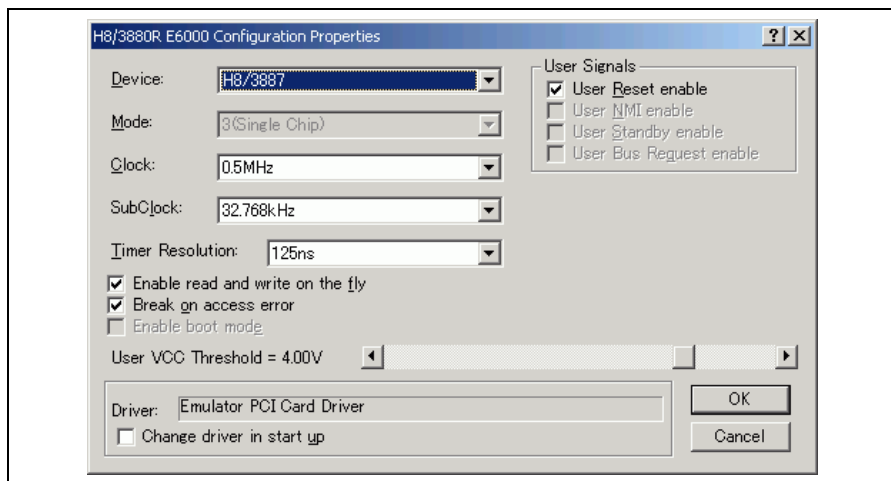 H8/3880R E6000 Configuration Properties
Device: H8/3887
Mode: 3(Single Chip)
Clock: 0.5MHz
SubClock: 32.768kHz
Timer Resolution: 125ns
Enable read and write on the fly
Break on access error
Enable boot mode
User Signals
User Reset enable
User NMI enable
User Standby enable
User Bus Request enable
User VCC Threshold = 4.00V
Driver: Emulator PCI Card Driver
Change driver in start up
OK
Cancel